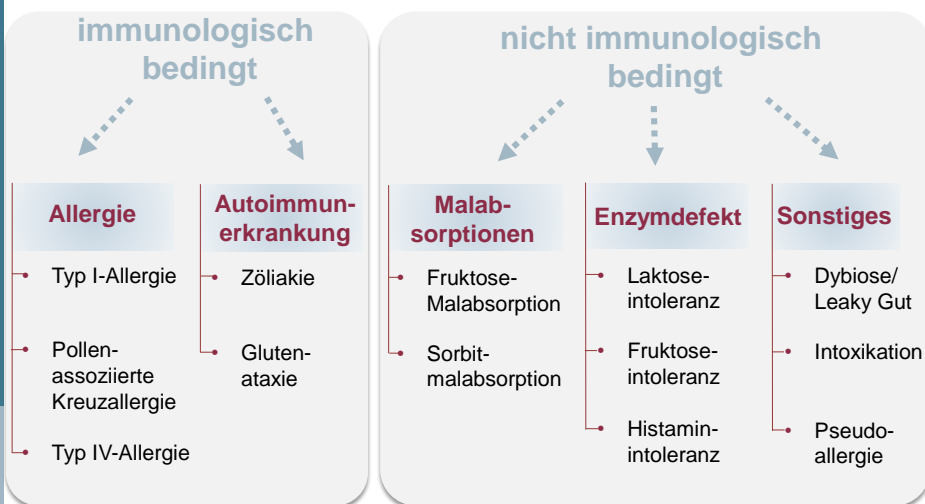 immunologisch
bedingt
Allergie
Typ I-Allergie
Pollen-
assoziierte
Kreuzallergie
Typ IV-Allergie
Autoimmun-
erkrankung
Zöliakie
Gluten-
ataxie
nicht immunologisch
bedingt
Malab-
sorptionen
Fruktose-
Malabsorption
Sorbit-
malabsorption
Enzymdefekt
Laktose-
intoleranz
Fruktose-
intoleranz
Histamin-
intoleranz
Sonstiges
Dybiose/
Leaky Gut
Intoxikation
Pseudo-
allergie